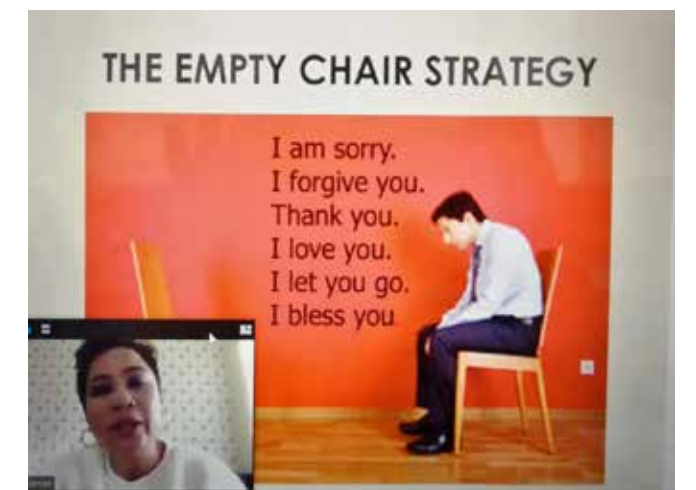 THE EMPTY CHAIR STRATEGY
I am sorry.
I forgive you.
Thank you.
I love you.
I let you go.
I bless you